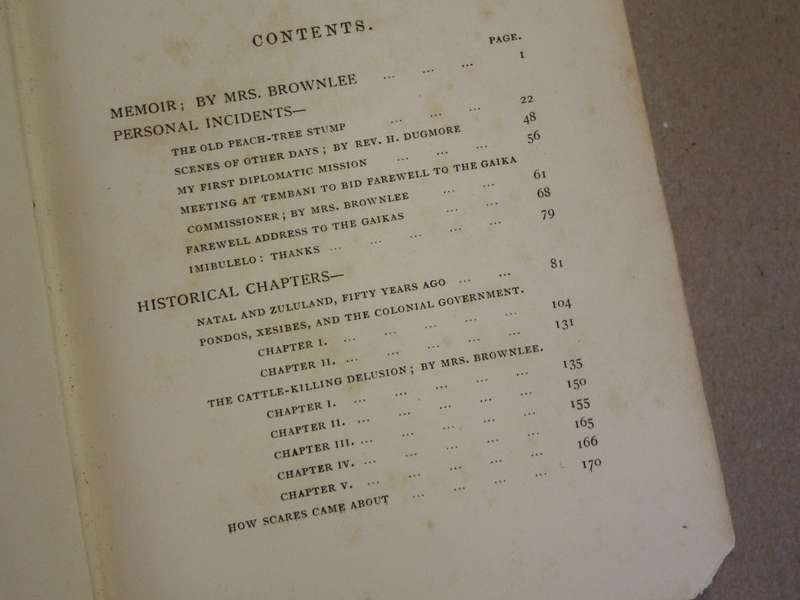 CONTENTS.
PAGE.
MEMOIR; BY MRS. BROWNLEE ... ... ... 1
PERSONAL INCIDENTS—
THE OLD PEACH-TREE STUMP ... ... ... 22
SCENES OF OTHER DAYS; BY REV. H. DUGMORE 48
MY FIRST DIPLOMATIC MISSION ... ... ... 56
MEETING AT TEMBANI TO BID FAREWELL TO THE GAIKA
COMMISSIONER; BY MRS. BROWNLEE ... ... 61
FAREWELL ADDRESS TO THE GAIKAS ... ... 68
IMIBULELO: THANKS ... ... ... ... ... 79
HISTORICAL CHAPTERS—
NATAL AND ZULULAND, FIFTY YEARS AGO ... ... 81
PONDOS, XESIBES, AND THE COLONIAL GOVERNMENT.
CHAPTER I. ... ... ... ... ... 104
CHAPTER II. ... ... ... ... ... 131
THE CATTLE-KILLING DELUSION; BY MRS. BROWNLEE.
CHAPTER I. ... ... ... ... ... 135
CHAPTER II. ... ... ... ... ... 150
CHAPTER III. ... ... ... ... ... 155
CHAPTER IV. ... ... ... ... ... 165
CHAPTER V. ... ... ... ... ... 166
HOW SCARES CAME ABOUT ... ... ... ... 170